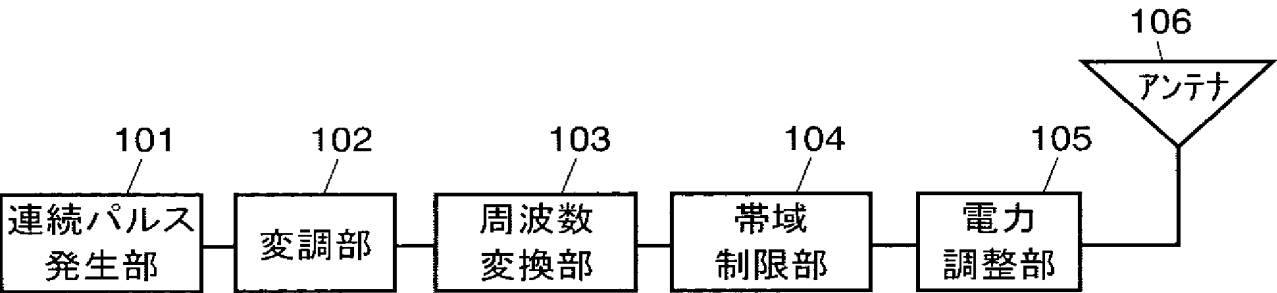 106
アンテナ
101
102
103
104
105
連続パルス
発生部
変調部
周波数
変換部
帯域
制限部
電力
調整部